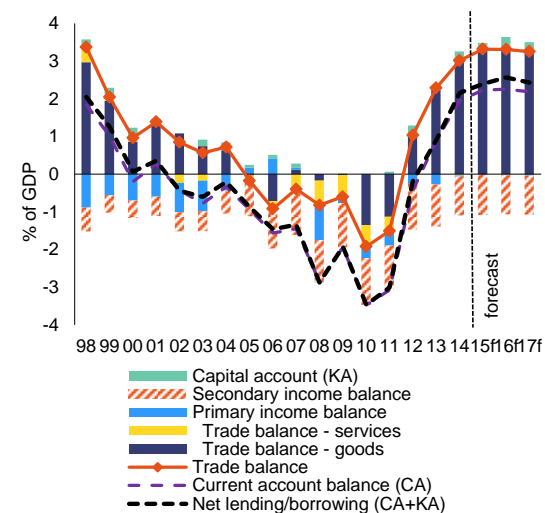 4
3
2
1
0
-1
-2
-3
-4
% of GDP
forecast
98 99 00 01 02 03 04 05 06 07 08 09 10 11 12 13 14 15f 16f 17f
Capital account (KA)
Secondary income balance
Primary income balance
Trade balance - services
Trade balance - goods
Trade balance
Current account balance (CA)
Net lending/borrowing (CA+KA)